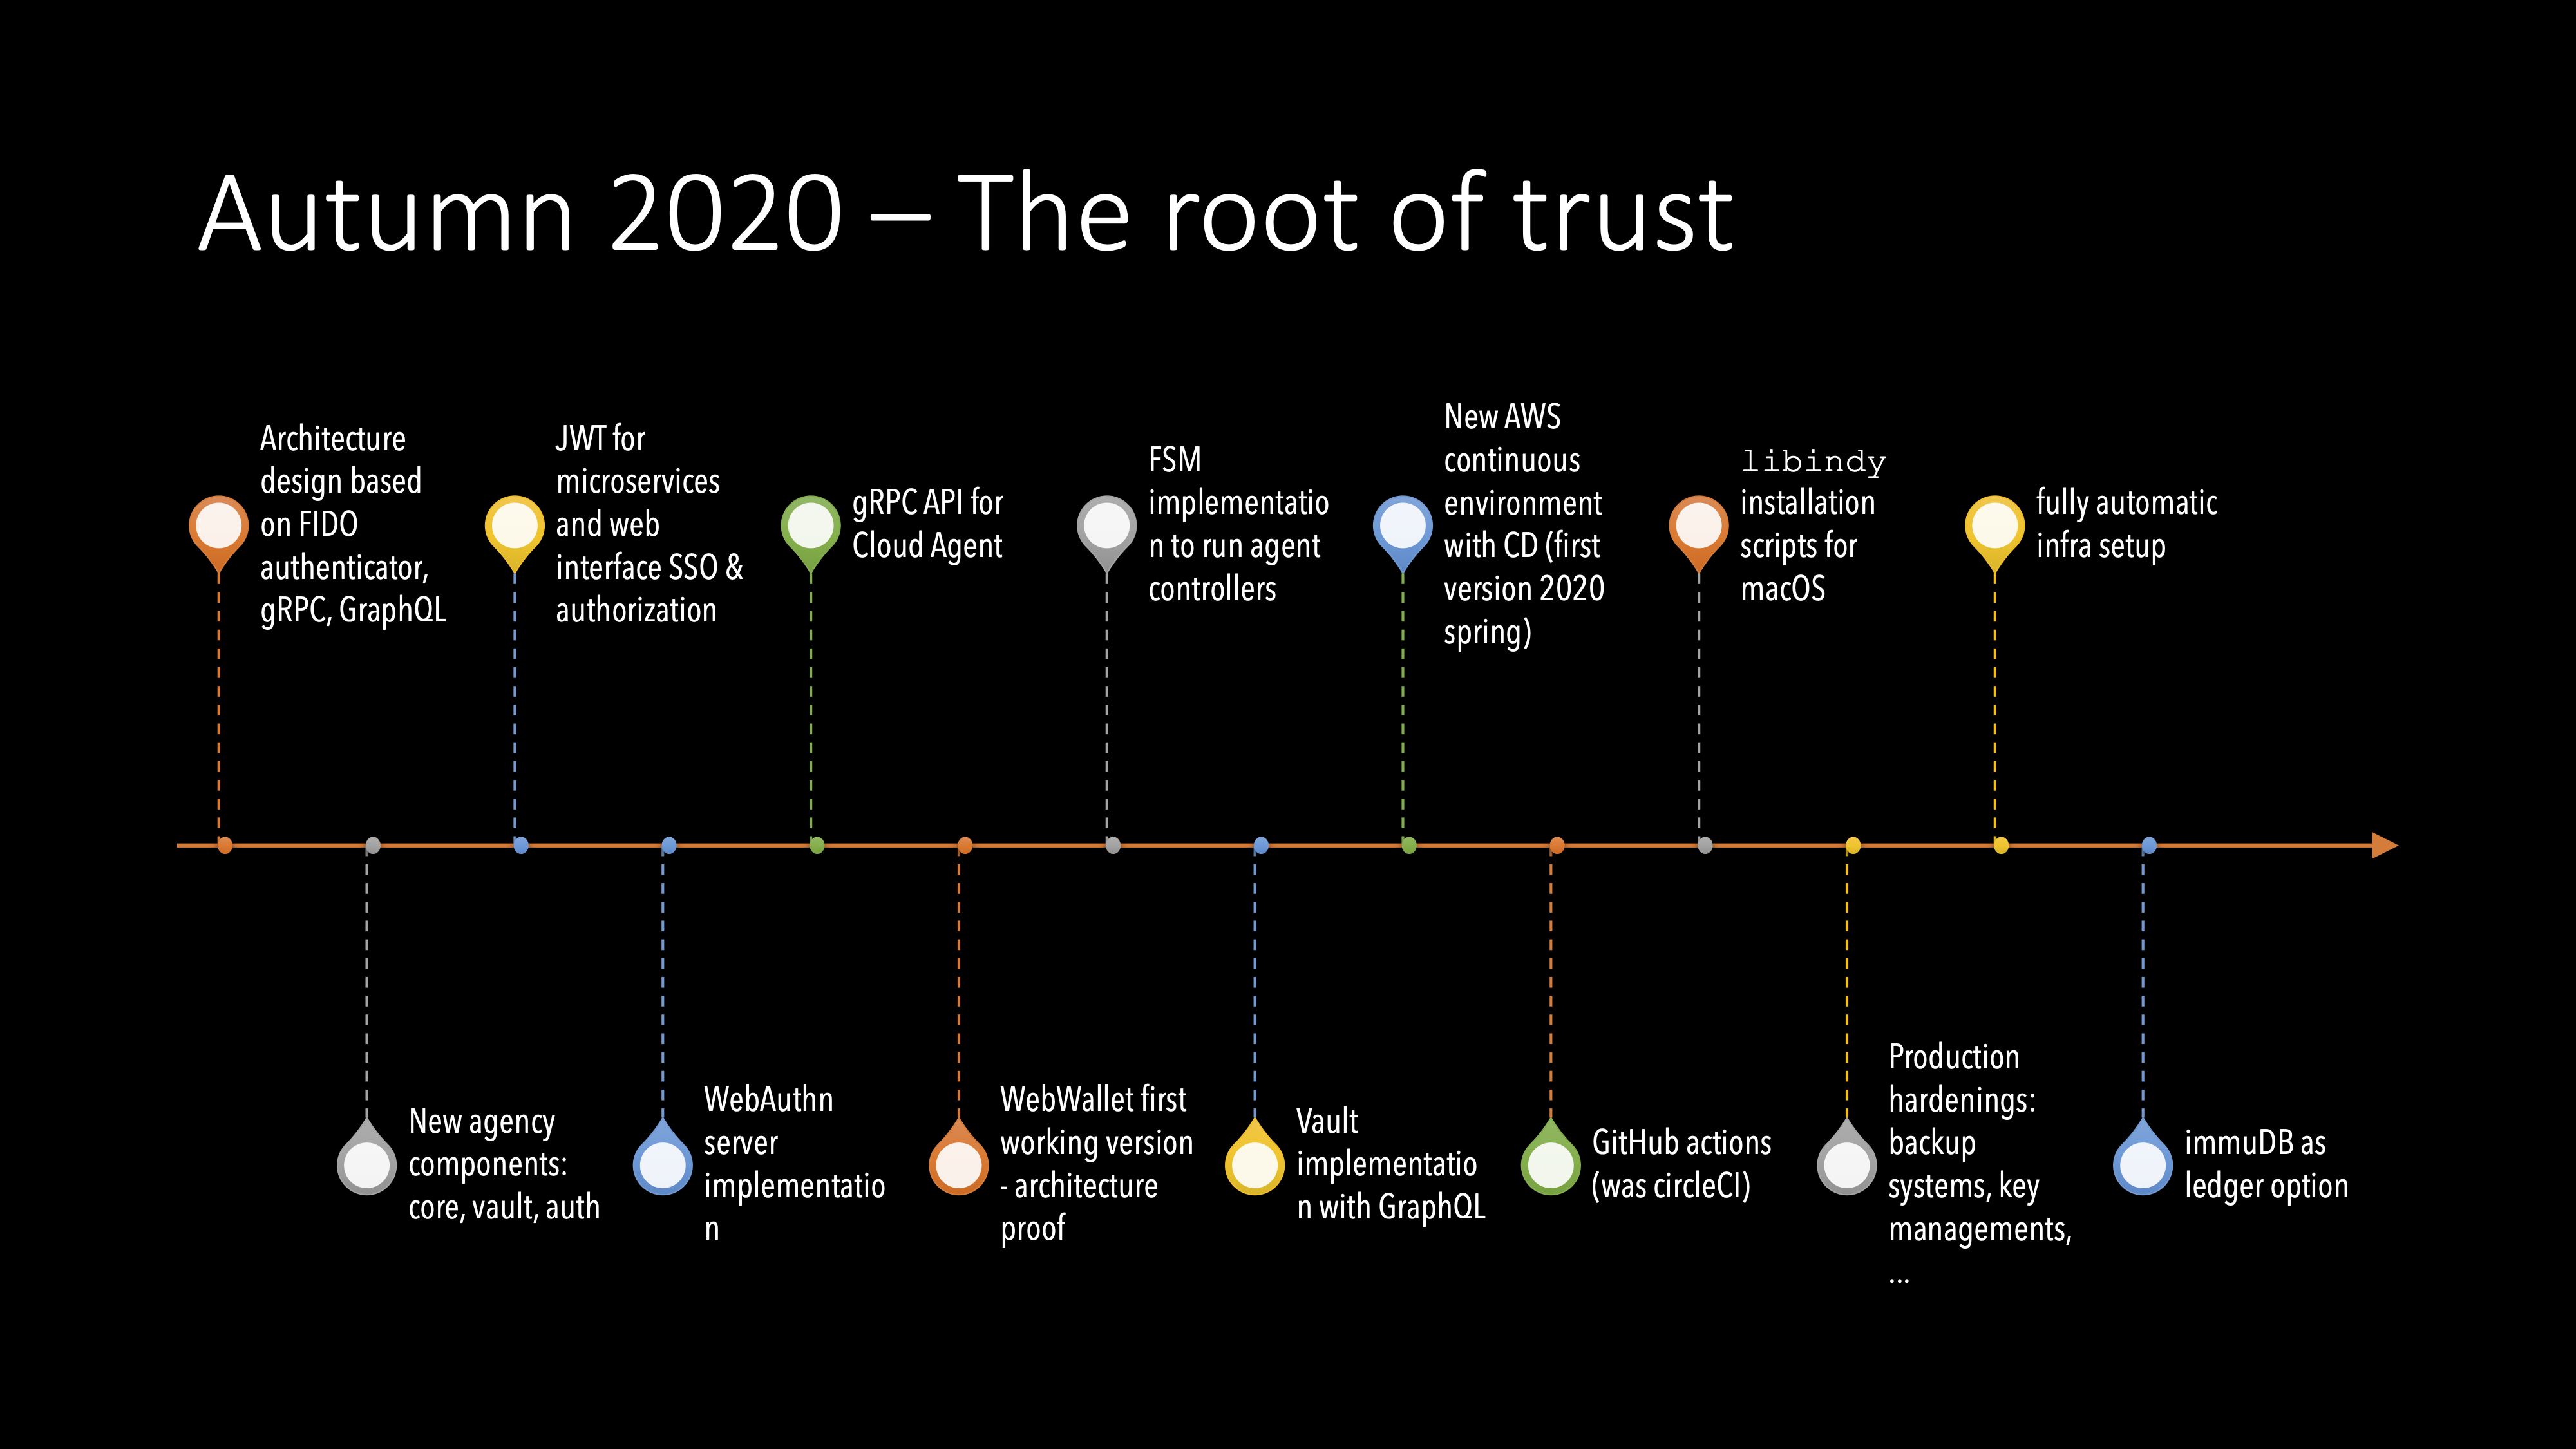 Autumn 2020 – The root of trust
Architecture
design based
on FIDO
authenticator,
gRPC, GraphQL
New agency
components:
core, vault, auth
JWT for
microservices
and web
interface SSO &
authorization
WebAuthn
server
implementatio
n
gRPC API for
Cloud Agent
WebWallet first
working version
- architecture
proof
FSM
implementatio
n to run agent
controllers
Vault
implementatio
n with GraphQL
New AWS
continuous
environment
with CD (first
version 2020
spring)
GitHub actions
(was circleCI)
libindy
installation
scripts for
macOS
Production
hardenings:
backup
systems, key
managements,
...
fully automatic
infra setup
immuDB as
ledger option